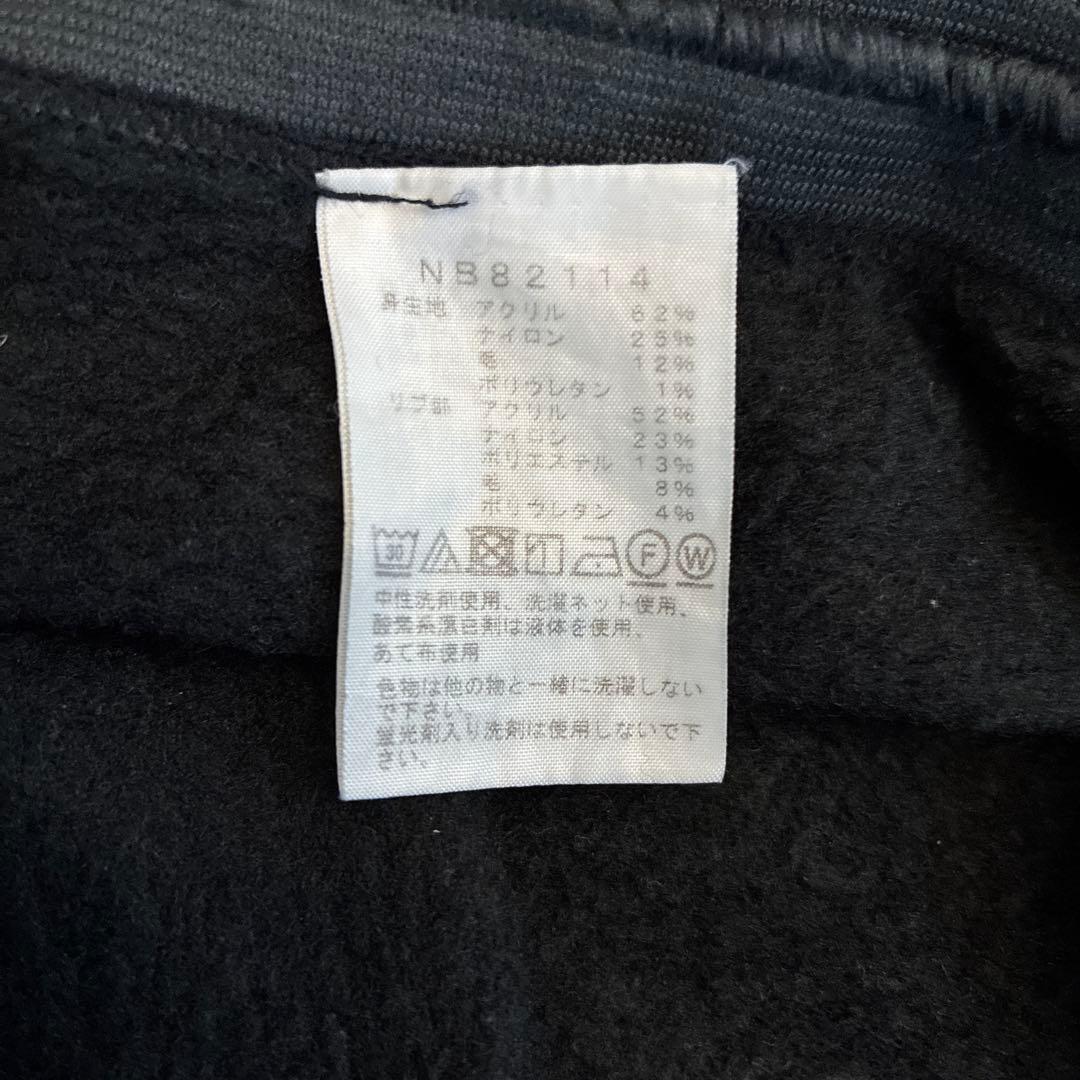 NB82114
身生地 アクリル 62%
ナイロン 25%
毛 12%
ポリウレタン 1%
リブ部 アクリル 52%
ナイロン 23%
ポリエステル 13%
毛 8%
ポリウレタン 4%
30 F W
中性洗剤使用、洗濯ネット使用、
酸素系漂白剤は液体を使用、
あて布使用
色物は他の物と一緒に洗濯しない
で下さい。
蛍光剤入り洗剤は使用しないで下
さい。